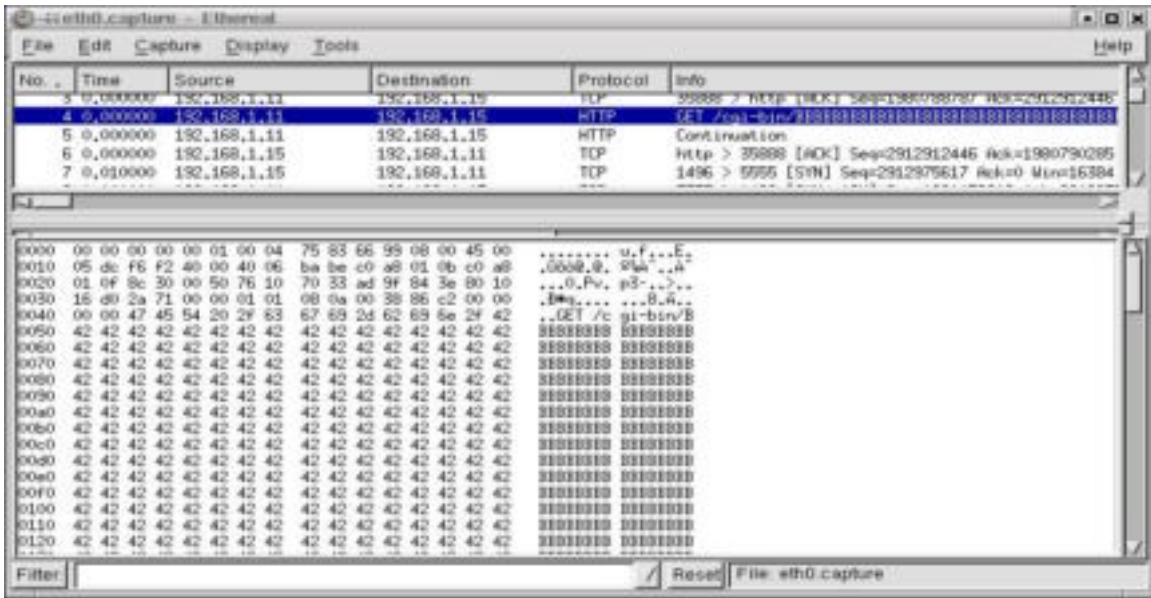 eth0.capture - Ethereal
File Edit Capture Display Tools Help
No. . Time Source Destination Protocol Info
3 0.000000 192.168.1.11 192.168.1.15 TCP 35888 > http [ACK] Seq=1980788787 Ack=2912912446
4 0.000000 192.168.1.11 192.168.1.15 HTTP GET /cgi-bin/
5 0.000000 192.168.1.11 192.168.1.15 HTTP Continuation
6 0.000000 192.168.1.15 192.168.1.11 TCP http > 35888 [ACK] Seq=2912912446 Ack=1980790285
7 0.010000 192.168.1.15 192.168.1.11 TCP 1496 > 5555 [SYN] Seq=2912975617 Ack=0 Win=16384
0000 00 00 00 00 00 01 00 04 75 83 66 99 08 00 45 00 ........ u.f...E.
0010 05 dc f6 f2 40 00 40 06 ba be c0 a8 01 0b c0 a8
0020 01 0f 8c 30 00 50 76 10 70 33 ad 9f 84 3e 80 10 ...0.Pv. p3-..>..
0030 16 d0 2a 71 00 00 01 01 08 0a 00 38 86 c2 00 00
0040 00 00 47 45 54 20 2f 63 67 69 2d 62 69 6e 2f 42 ..GET /c gi-bin/B
0050 42 42 42 42 42 42 42 42 42 42 42 42 42 42 42 42 BBBBBBBB BBBBBBBB
0060 42 42 42 42 42 42 42 42 42 42 42 42 42 42 42 42 BBBBBBBB BBBBBBBB
0070 42 42 42 42 42 42 42 42 42 42 42 42 42 42 42 42 BBBBBBBB BBBBBBBB
0080 42 42 42 42 42 42 42 42 42 42 42 42 42 42 42 42 BBBBBBBB BBBBBBBB
0090 42 42 42 42 42 42 42 42 42 42 42 42 42 42 42 42 BBBBBBBB BBBBBBBB
00a0 42 42 42 42 42 42 42 42 42 42 42 42 42 42 42 42 BBBBBBBB BBBBBBBB
00b0 42 42 42 42 42 42 42 42 42 42 42 42 42 42 42 42 BBBBBBBB BBBBBBBB
00c0 42 42 42 42 42 42 42 42 42 42 42 42 42 42 42 42 BBBBBBBB BBBBBBBB
00d0 42 42 42 42 42 42 42 42 42 42 42 42 42 42 42 42 BBBBBBBB BBBBBBBB
00e0 42 42 42 42 42 42 42 42 42 42 42 42 42 42 42 42 BBBBBBBB BBBBBBBB
00f0 42 42 42 42 42 42 42 42 42 42 42 42 42 42 42 42 BBBBBBBB BBBBBBBB
0100 42 42 42 42 42 42 42 42 42 42 42 42 42 42 42 42 BBBBBBBB BBBBBBBB
0110 42 42 42 42 42 42 42 42 42 42 42 42 42 42 42 42 BBBBBBBB BBBBBBBB
0120 42 42 42 42 42 42 42 42 42 42 42 42 42 42 42 42 BBBBBBBB BBBBBBBB
Filter: Reset File: eth0.capture